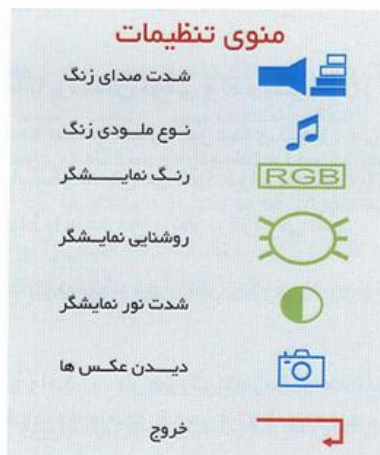 منوی تنظیمات
شدت صدای زنگ
نوع ملودی زنگ
رنگ نمایشگر RGB
روشنایی نمایشگر
شدت نور نمایشگر
دیدن عکس ها
خروج